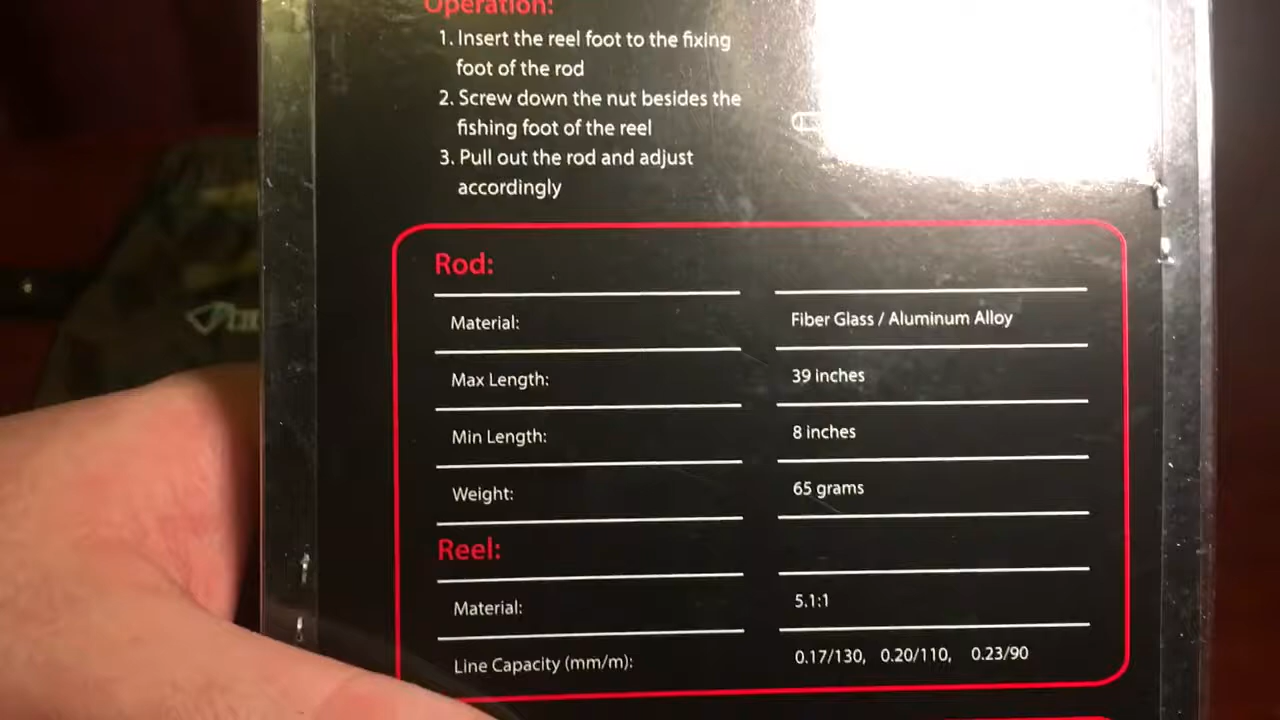 Operation:
1. Insert the reel foot to the fixing
foot of the rod
2. Screw down the nut besides the
fishing foot of the reel
3. Pull out the rod and adjust
accordingly
Rod:
Material: Fiber Glass / Aluminum Alloy
Max Length: 39 inches
Min Length: 8 inches
Weight: 65 grams
Reel:
Material: 5.1:1
Line Capacity (mm/m): 0.17/130, 0.20/110, 0.23/90